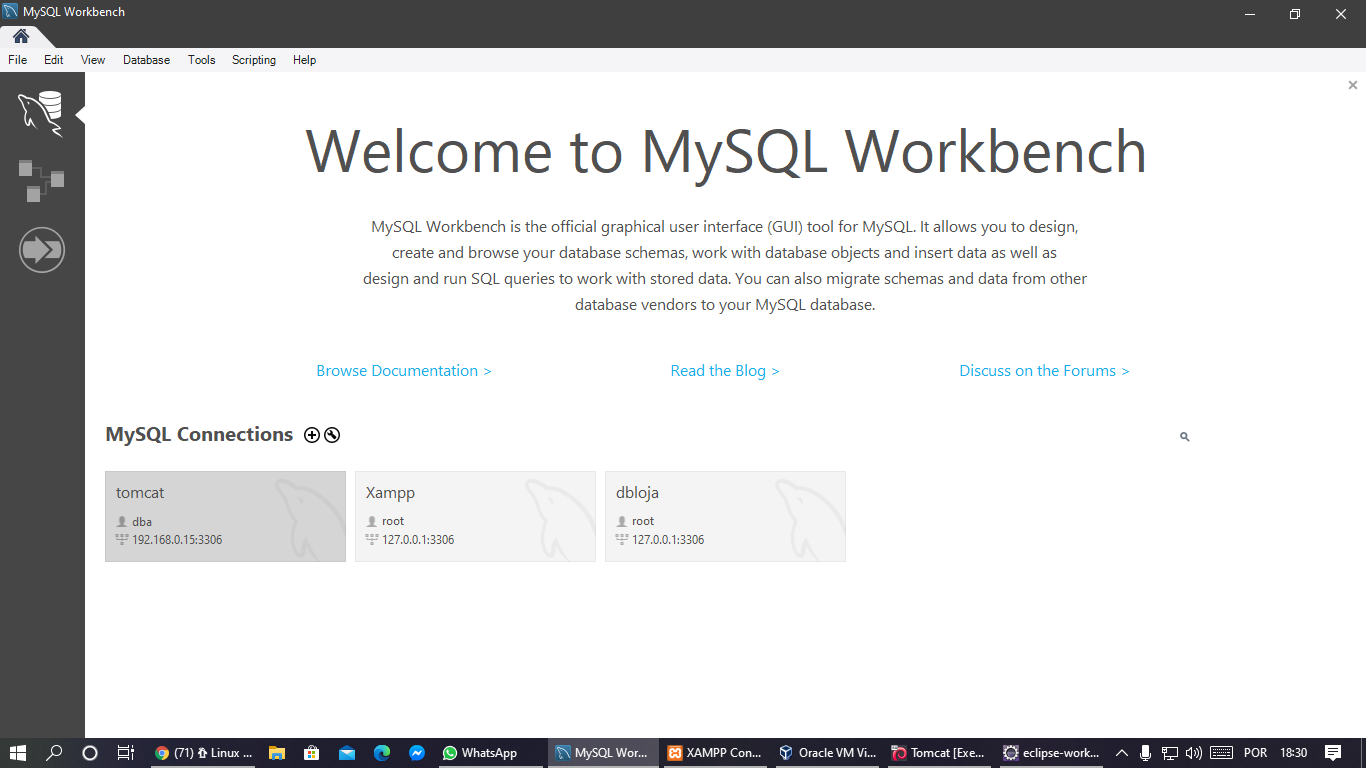 MySQL Workbench
File Edit View Database Tools Scripting Help
Welcome to MySQL Workbench
MySQL Workbench is the official graphical user interface (GUI) tool for MySQL. It allows you to design,
create and browse your database schemas, work with database objects and insert data as well as
design and run SQL queries to work with stored data. You can also migrate schemas and data from other
database vendors to your MySQL database.
Browse Documentation > Read the Blog > Discuss on the Forums >
MySQL Connections
tomcat
dba
192.168.0.15:3306
Xampp
root
127.0.0.1:3306
dbloja
root
127.0.0.1:3306
(71) Linux ... WhatsApp MySQL Wor... XAMPP Con... Oracle VM Vi... Tomcat [Exe... eclipse-work... POR 18:30